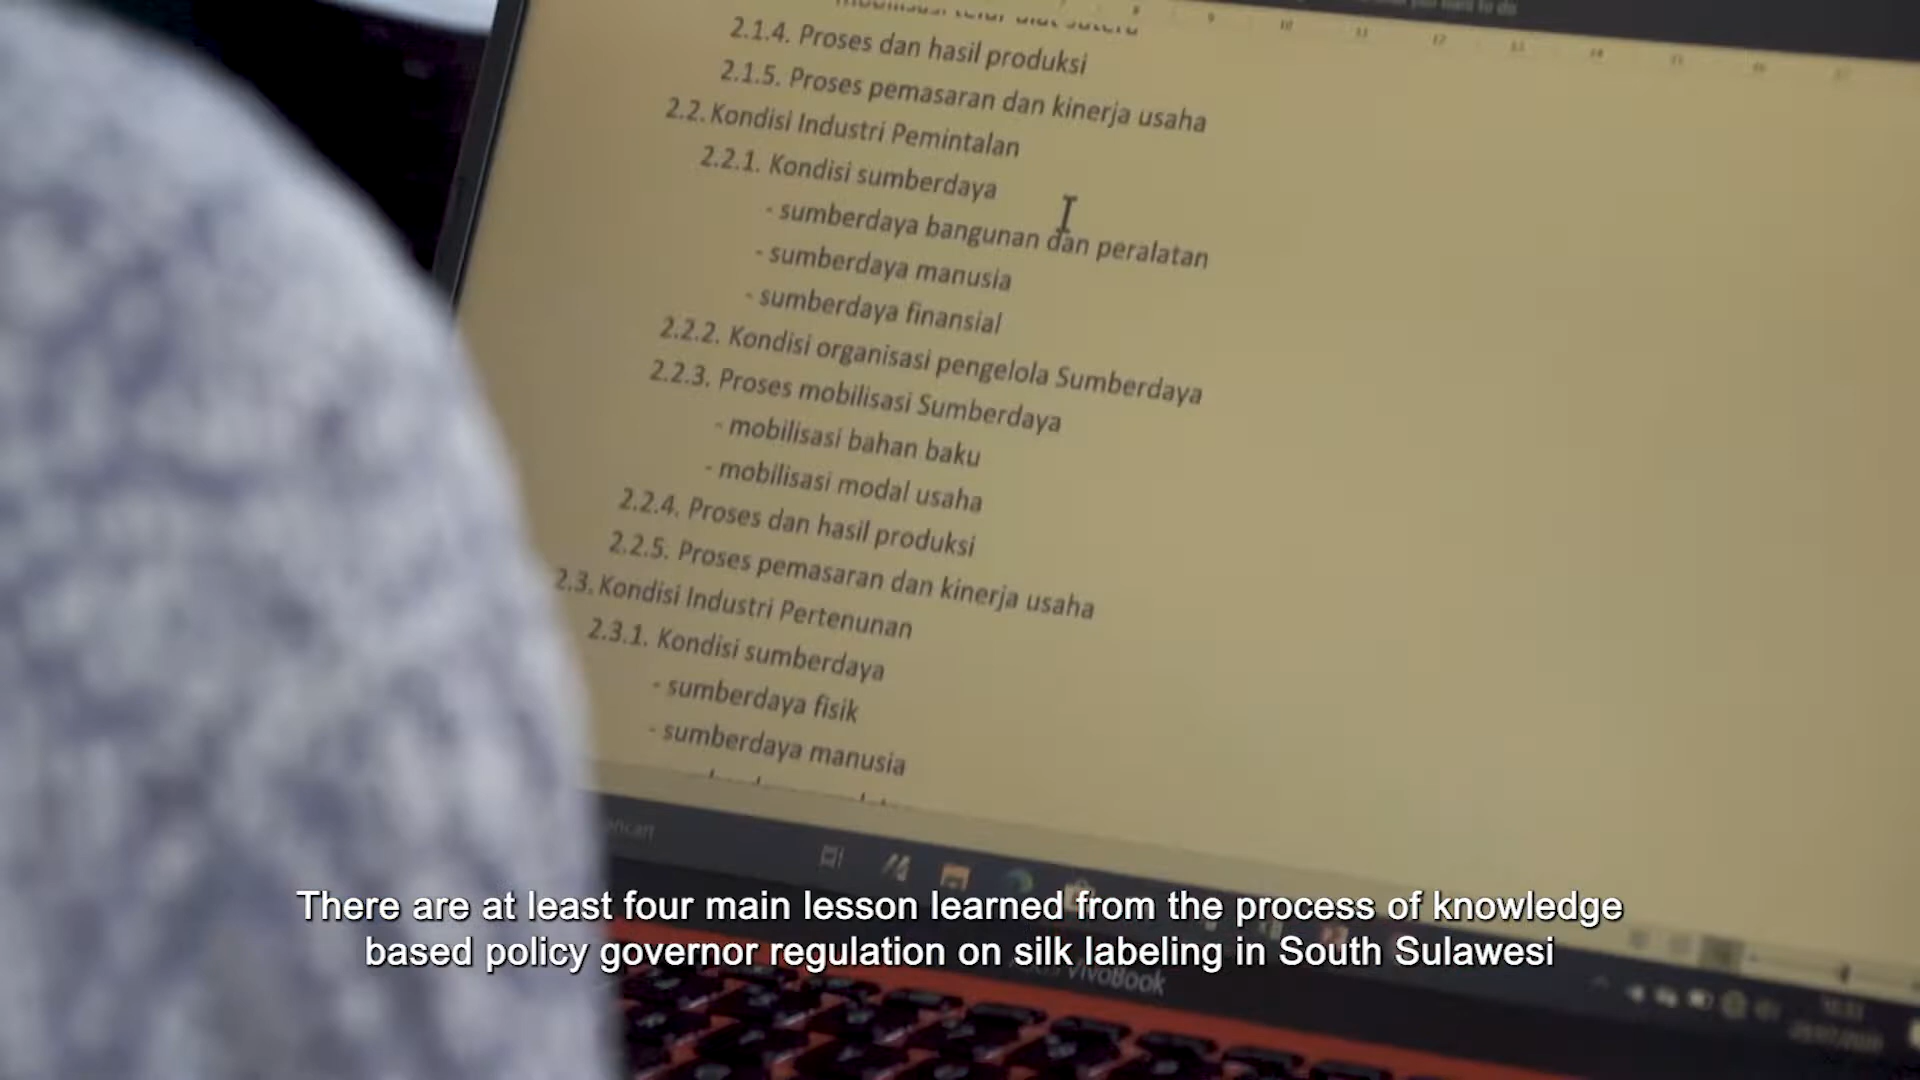 2.1.4. Proses dan hasil produksi
2.1.5. Proses pemasaran dan kinerja usaha
2.2. Kondisi Industri Pemintalan
2.2.1. Kondisi sumberdaya
- sumberdaya bangunan dan peralatan
- sumberdaya manusia
- sumberdaya finansial
2.2.2. Kondisi organisasi pengelola Sumberdaya
2.2.3. Proses mobilisasi Sumberdaya
- mobilisasi bahan baku
- mobilisasi modal usaha
2.2.4. Proses dan hasil produksi
2.2.5. Proses pemasaran dan kinerja usaha
2.3. Kondisi Industri Pertenunan
2.3.1. Kondisi sumberdaya
- sumberdaya fisik
- sumberdaya manusia
There are at least four main lesson learned from the process of knowledge
based policy governor regulation on silk labeling in South Sulawesi
VivoBook